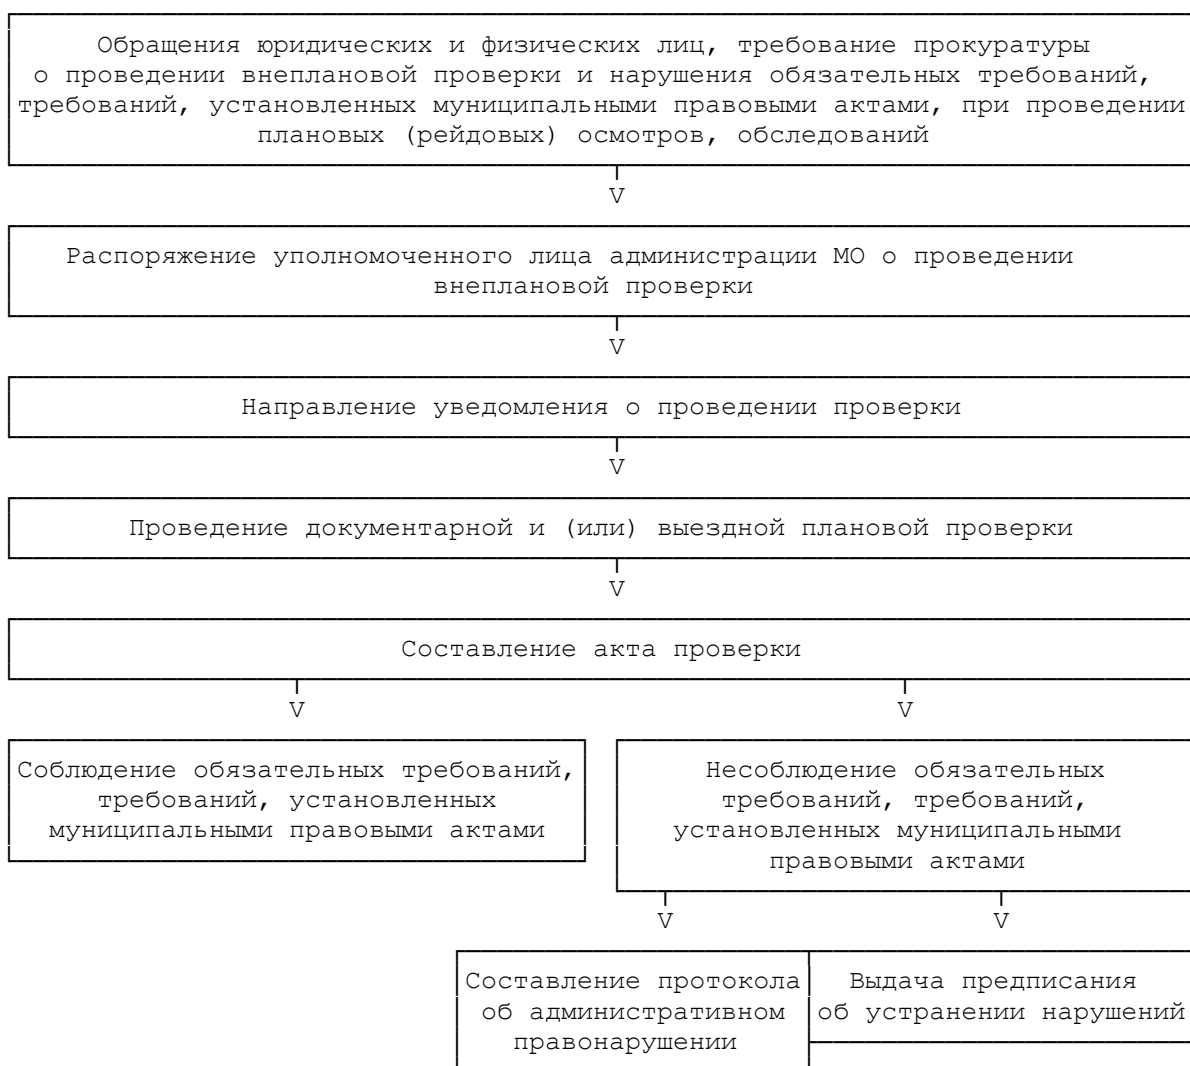 Обращения юридических и физических лиц, требование прокуратуры
о проведении внеплановой проверки и нарушения обязательных требований,
требований, установленных муниципальными правовыми актами, при проведении
плановых (рейдовых) осмотров, обследований
V
Распоряжение уполномоченного лица администрации МО о проведении
внеплановой проверки
V
Направление уведомления о проведении проверки
V
Проведение документарной и (или) выездной плановой проверки
V
Составление акта проверки
V V
Соблюдение обязательных требований,
требований, установленных
муниципальными правовыми актами
Несоблюдение обязательных
требований, требований,
установленных муниципальными
правовыми актами
V V
Составление протокола
об административном
правонарушении
Выдача предписания
об устранении нарушений